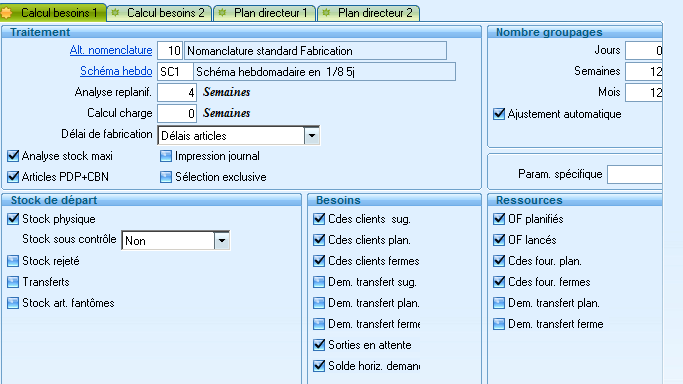 Calcul besoins 1 Calcul besoins 2 Plan directeur 1 Plan directeur 2
Traitement
Alt. nomenclature 10 Nomanclature standard Fabrication
Schéma hebdo SC1 Schéma hebdomadaire en 1/8 5j
Analyse replanif. 4 Semaines
Calcul charge 0 Semaines
Délai de fabrication Délais articles
Analyse stock maxi Impression journal
Articles PDP+CBN Sélection exclusive
Nombre groupages
Jours 0
Semaines 12
Mois 12
Ajustement automatique
Param. spécifique
Stock de départ
Stock physique
Stock sous contrôle Non
Stock rejeté
Transferts
Stock art. fantômes
Besoins
Cdes clients sug.
Cdes clients plan.
Cdes clients fermes
Dem. transfert sug.
Dem. transfert plan.
Dem. transfert ferme
Sorties en attente
Solde horiz. deman
Ressources
OF planifiés
OF lancés
Cdes four. plan.
Cdes four. fermes
Dem. transfert plan.
Dem. transfert ferme